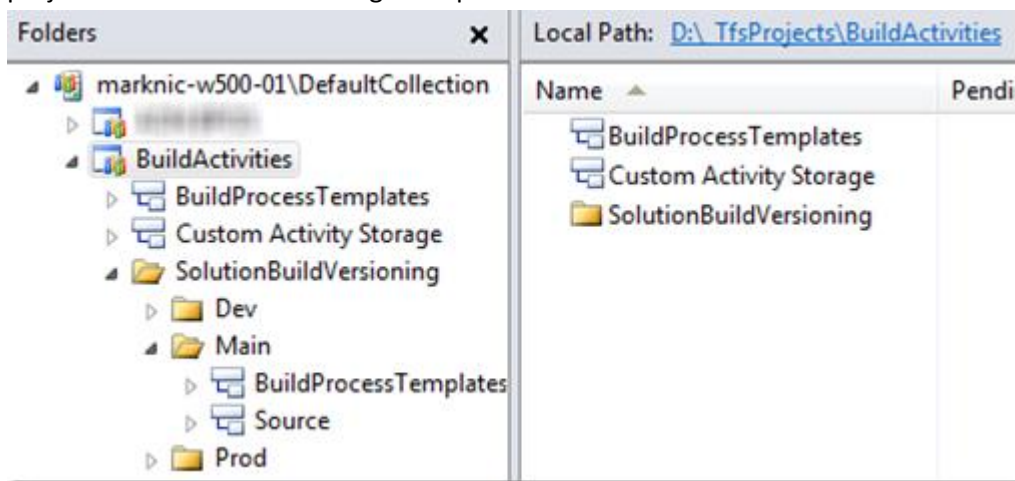 Folders
marknic-w500-01\DefaultCollection
BuildActivities
BuildProcessTemplates
Custom Activity Storage
SolutionBuildVersioning
Dev
Main
BuildProcessTemplates
Source
Prod
Local Path: D:\_TfsProjects\BuildActivities
Name Pendi
BuildProcessTemplates
Custom Activity Storage
SolutionBuildVersioning